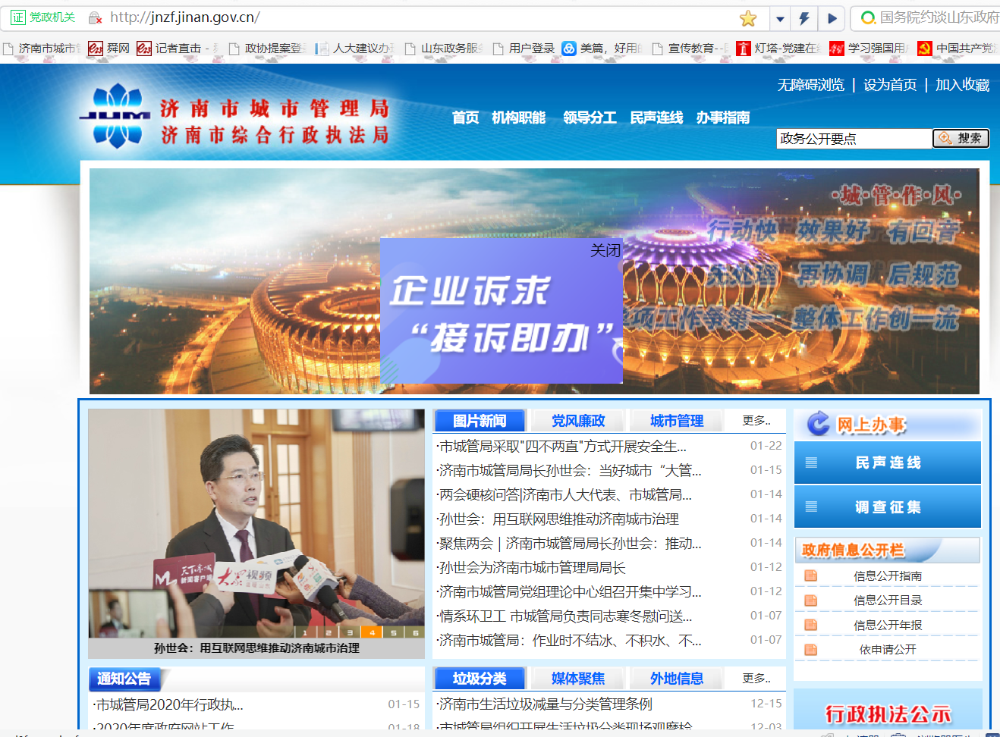 证 党政机关 http://jnzf.jinan.gov.cn/ 国务院约谈山东政府
济南市城市 舜网 记者直击 - 政协提案登 人大建议办 山东政务服 用户登录 美篇，好用的 宣传教育-- 灯塔-党建在 学习强国用 中国共产党
无障碍浏览 | 设为首页 | 加入收藏
JUM 济南市城市管理局
济南市综合行政执法局
首页 机构职能 领导分工 民声连线 办事指南
政务公开要点 搜索
·城·管·作·风·
行动快 效果好 有回音
先处置 再协调 后规范
单项工作争第一 整体工作创一流
关闭
企业诉求
“接诉即办”
图片新闻 党风廉政 城市管理 更多..
·市城管局采取"四不两直"方式开展安全生... 01-22
·济南市城管局局长孙世会：当好城市“大管... 01-15
·两会硬核问答|济南市人大代表、市城管局... 01-14
·孙世会：用互联网思维推动济南城市治理 01-14
·聚焦两会 | 济南市城管局局长孙世会：推动... 01-14
·孙世会为济南市城市管理局局长 01-12
·济南市城管局党组理论中心组召开集中学习... 01-12
·情系环卫工 市城管局负责同志寒冬慰问送... 01-07
·济南市城管局：作业时不结冰、不积水、不... 01-07
天下泉城
新闻客户端
大众视频
1 2 3 4 5 6
孙世会：用互联网思维推动济南城市治理
网上办事
民声连线
调查征集
政府信息公开栏
信息公开指南
信息公开目录
信息公开年报
依申请公开
行政执法公示
通知公告
·市城管局2020年行政执... 01-15
·2020年度政府网站工作 01-18
垃圾分类 媒体聚焦 外地信息 更多..
·济南市生活垃圾减量与分类管理条例 12-15
·市城管局组织开展生活垃圾分类现场观摩检 12-03